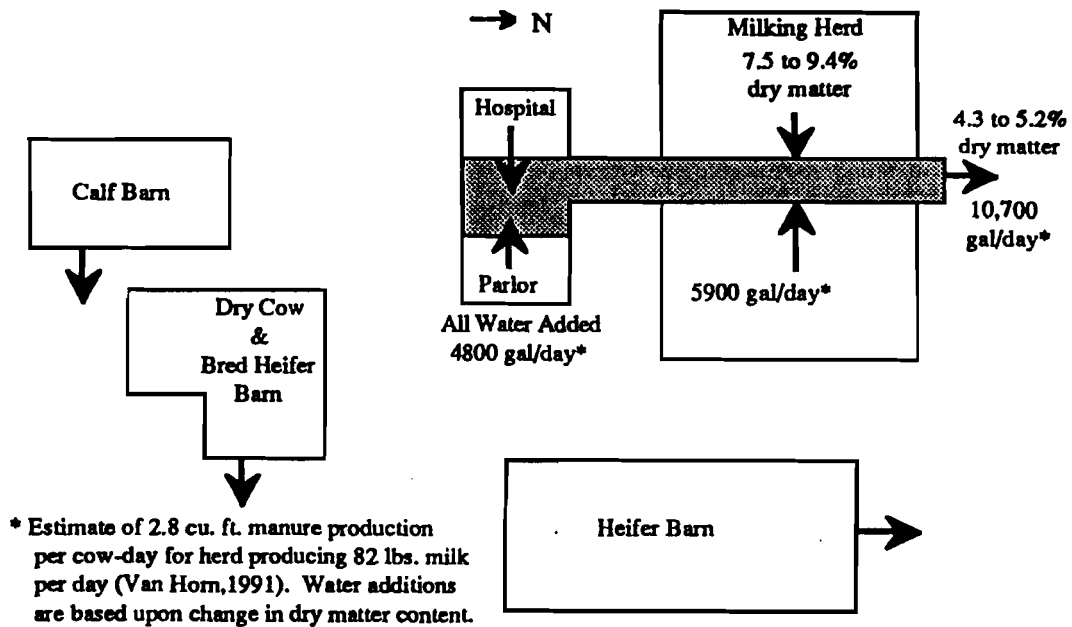 N
Milking Herd
7.5 to 9.4%
dry matter
Hospital
4.3 to 5.2%
dry matter
Calf Barn
10,700
gal/day*
Parlor
5900 gal/day*
All Water Added
4800 gal/day*
Dry Cow
&
Bred Heifer
Barn
Heifer Barn
* Estimate of 2.8 cu. ft. manure production
per cow-day for herd producing 82 lbs. milk
per day (Van Horn,1991). Water additions
are based upon change in dry matter content.